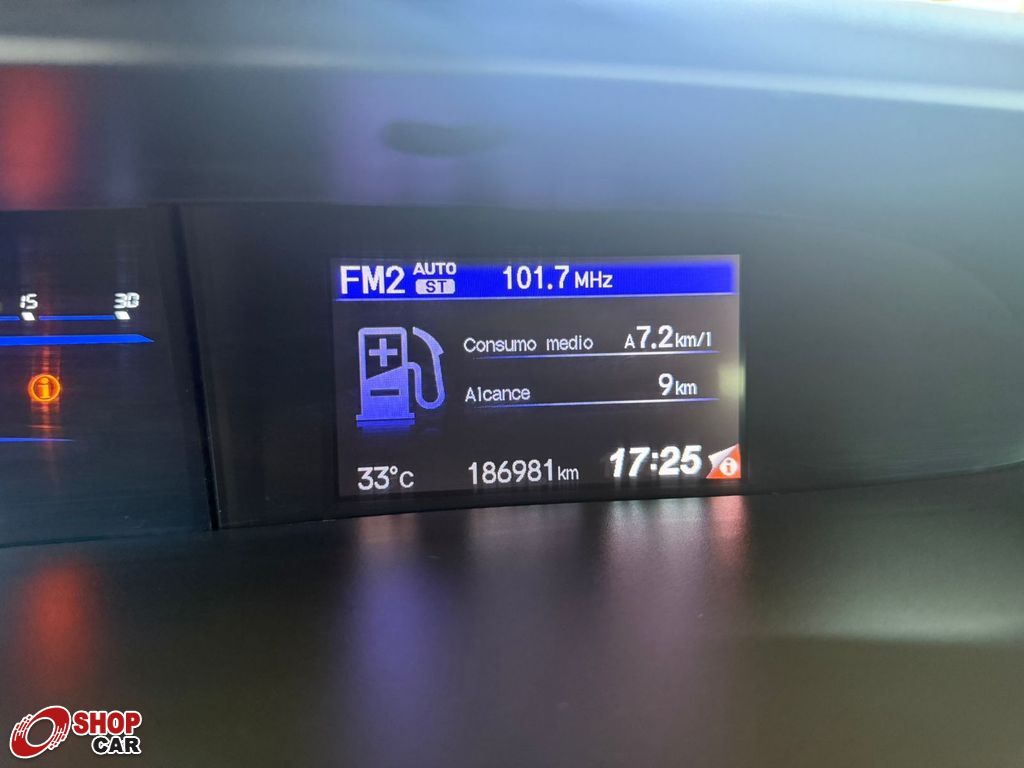 FM2 AUTO ST 101.7 MHz
15 30
Consumo medio A7.2km/l
Alcance 9km
33°C 186981km 17:25
SHOP
CAR